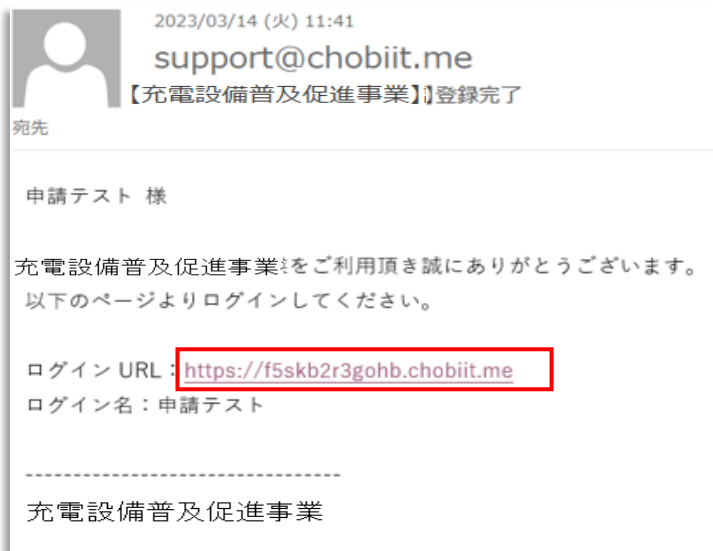 2023/03/14 (火) 11:41
support@chobiit.me
【充電設備普及促進事業】登録完了
宛先
申請テスト 様
充電設備普及促進事業をご利用頂き誠にありがとうございます。
以下のページよりログインしてください。
ログイン URL：https://f5skb2r3gohb.chobiit.me
ログイン名：申請テスト
---------------------------------
充電設備普及促進事業